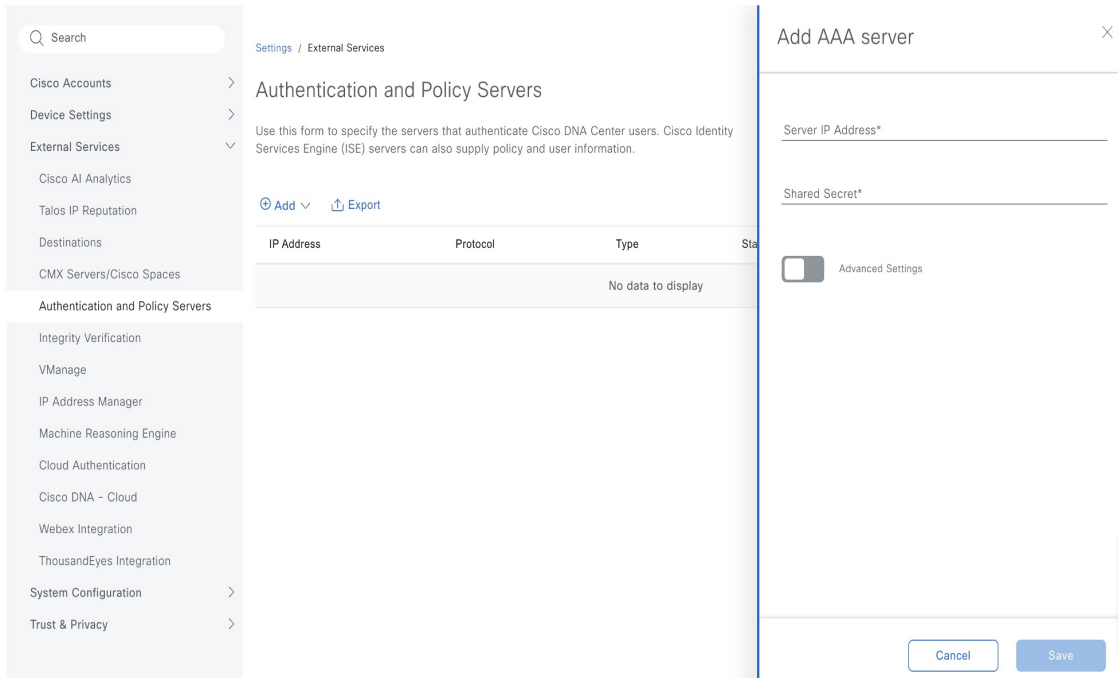 Search
Cisco Accounts
Device Settings
External Services
Cisco AI Analytics
Talos IP Reputation
Destinations
CMX Servers/Cisco Spaces
Authentication and Policy Servers
Integrity Verification
VManage
IP Address Manager
Machine Reasoning Engine
Cloud Authentication
Cisco DNA - Cloud
Webex Integration
ThousandEyes Integration
System Configuration
Trust & Privacy
Settings / External Services
Authentication and Policy Servers
Use this form to specify the servers that authenticate Cisco DNA Center users. Cisco Identity
Services Engine (ISE) servers can also supply policy and user information.
Add Export
IP Address Protocol Type Sta
No data to display
Add AAA server
Server IP Address*
Shared Secret*
Advanced Settings
Cancel Save